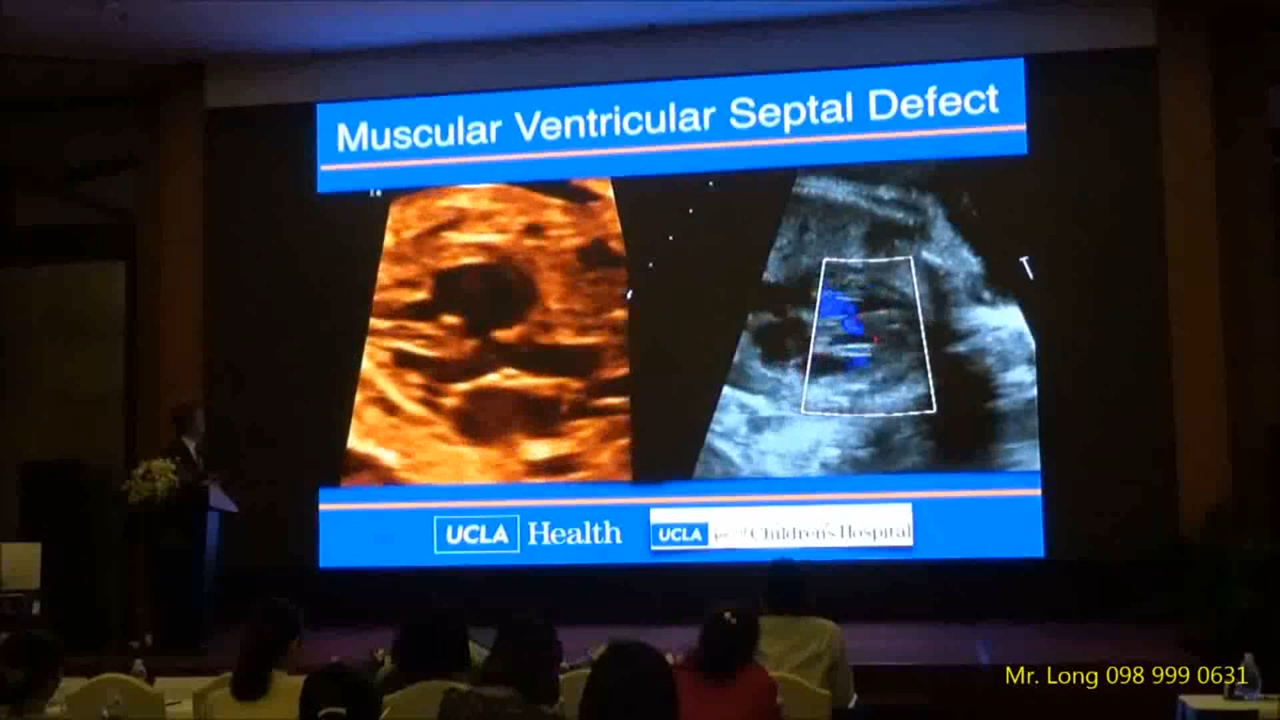 Muscular Ventricular Septal Defect
UCLA Health
UCLA Children's Hospital
Mr. Long 098 999 0631